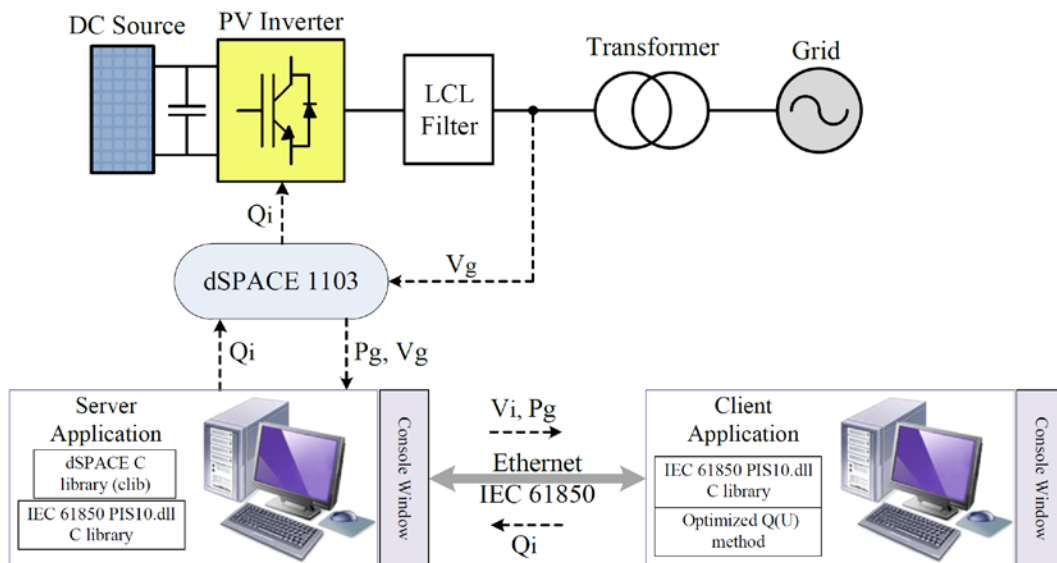 DC Source
PV Inverter
LCL
Filter
Transformer
Grid
Qi
Vg
dSPACE 1103
Qi
Pg, Vg
Server
Application
dSPACE C
library (clib)
IEC 61850 PIS10.dll
C library
Console Window
Vi, Pg
Ethernet
IEC 61850
Qi
Client
Application
IEC 61850 PIS10.dll
C library
Optimized Q(U)
method
Console Window